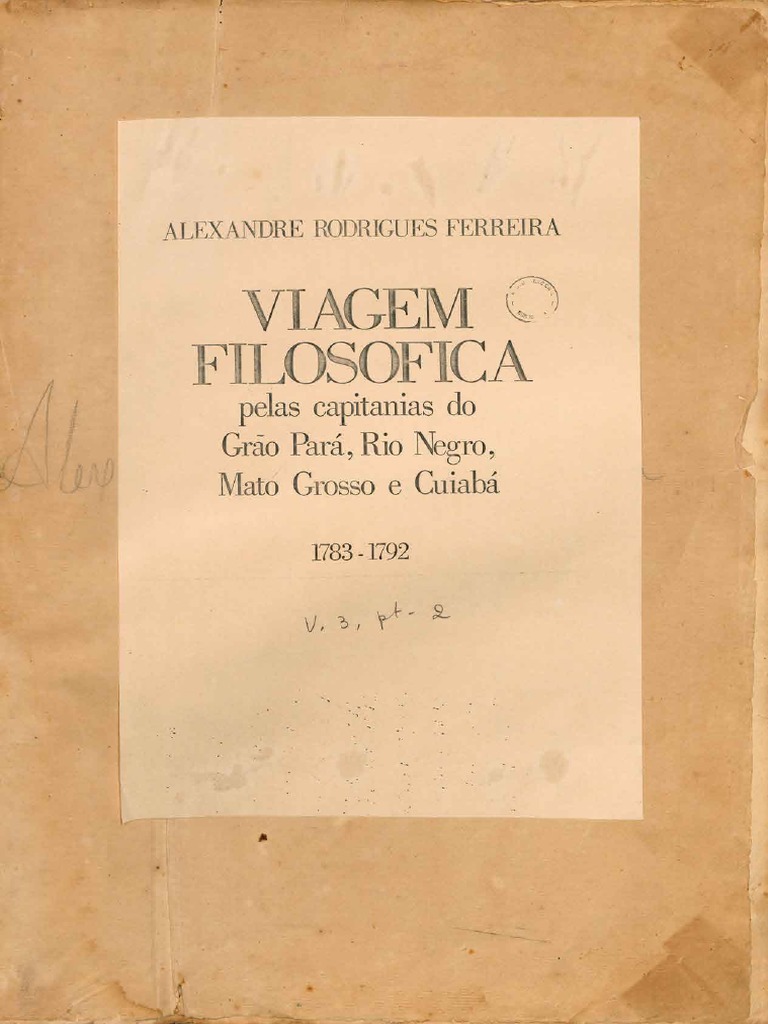 ALEXANDRE RODRIGUES FERREIRA
VIAGEM
FILOSOFICA
pelas capitanias do
Grão Pará, Rio Negro,
Mato Grosso e Cuiabá
1783-1792
V. 3, pt. 2